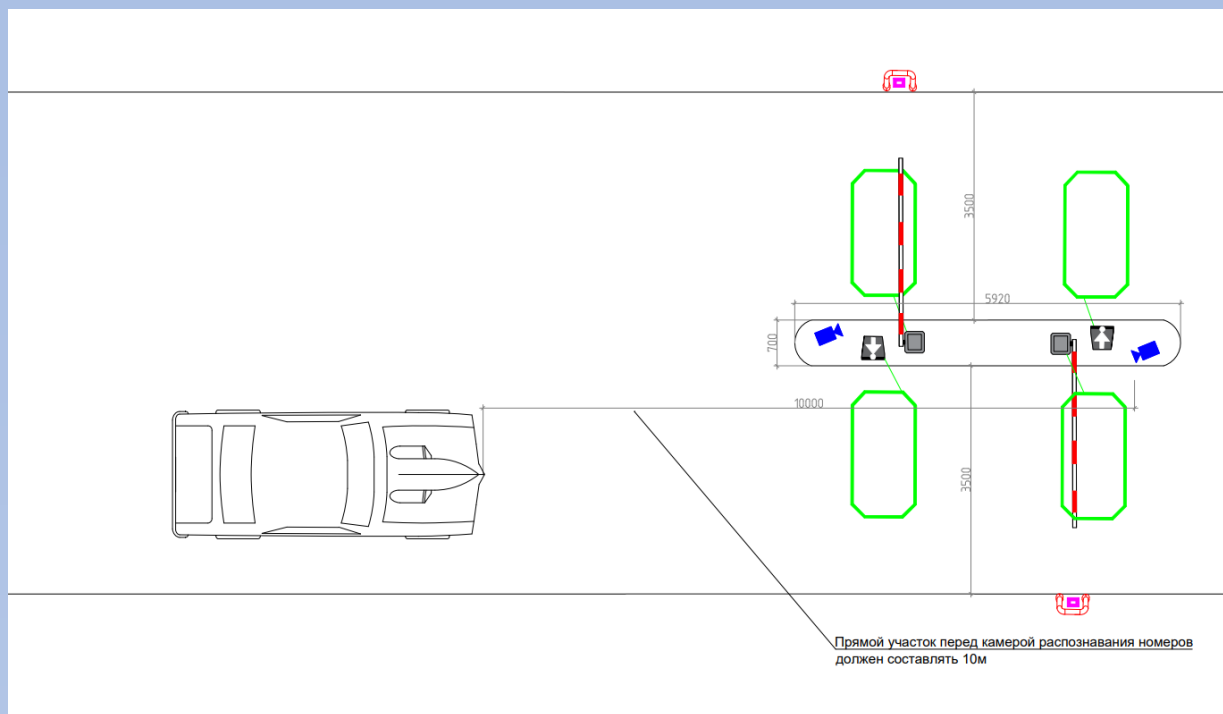 3500
5920
700
10000
3500
Прямой участок перед камерой распознавания номеров
должен составлять 10м